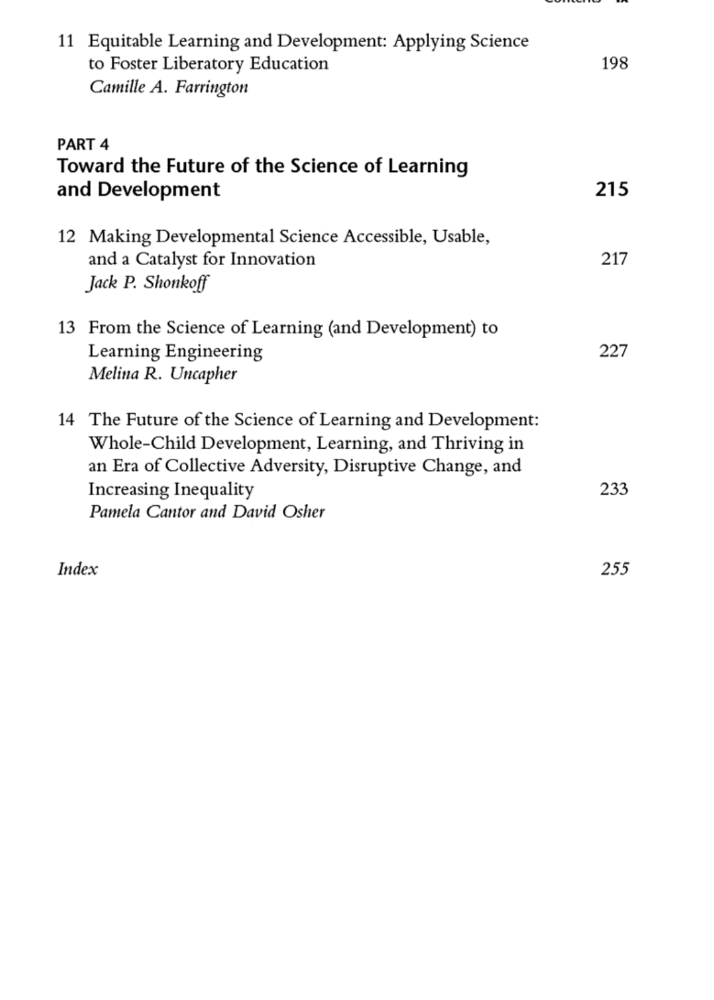 Contents ix
11 Equitable Learning and Development: Applying Science
to Foster Liberatory Education 198
Camille A. Farrington
PART 4
Toward the Future of the Science of Learning
and Development 215
12 Making Developmental Science Accessible, Usable,
and a Catalyst for Innovation 217
Jack P. Shonkoff
13 From the Science of Learning (and Development) to
Learning Engineering 227
Melina R. Uncapher
14 The Future of the Science of Learning and Development:
Whole-Child Development, Learning, and Thriving in
an Era of Collective Adversity, Disruptive Change, and
Increasing Inequality 233
Pamela Cantor and David Osher
Index 255